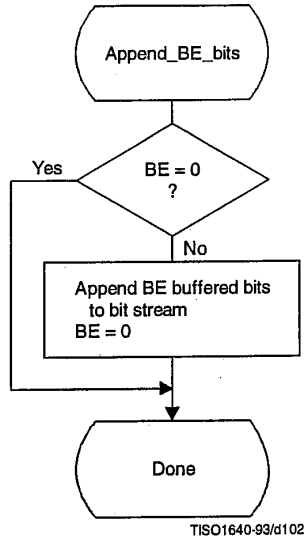 Append_BE_bits
Yes
BE = 0
?
No
Append BE buffered bits
to bit stream
BE = 0
Done
TISO1640-93/d102